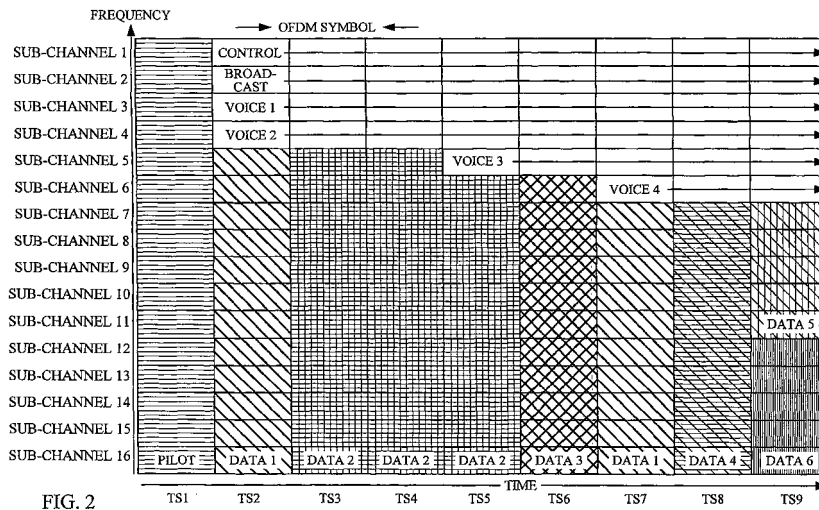 FREQUENCY
OFDM SYMBOL
SUB-CHANNEL 1 CONTROL
SUB-CHANNEL 2 BROAD-
CAST
SUB-CHANNEL 3 VOICE 1
SUB-CHANNEL 4 VOICE 2
SUB-CHANNEL 5 VOICE 3
SUB-CHANNEL 6 VOICE 4
SUB-CHANNEL 7
SUB-CHANNEL 8
SUB-CHANNEL 9
SUB-CHANNEL 10
SUB-CHANNEL 11 DATA 5
SUB-CHANNEL 12
SUB-CHANNEL 13
SUB-CHANNEL 14
SUB-CHANNEL 15
SUB-CHANNEL 16 PILOT DATA 1 DATA 2 DATA 2 DATA 2 DATA 3 DATA 1 DATA 4 DATA 6
TIME
FIG. 2 TS1 TS2 TS3 TS4 TS5 TS6 TS7 TS8 TS9